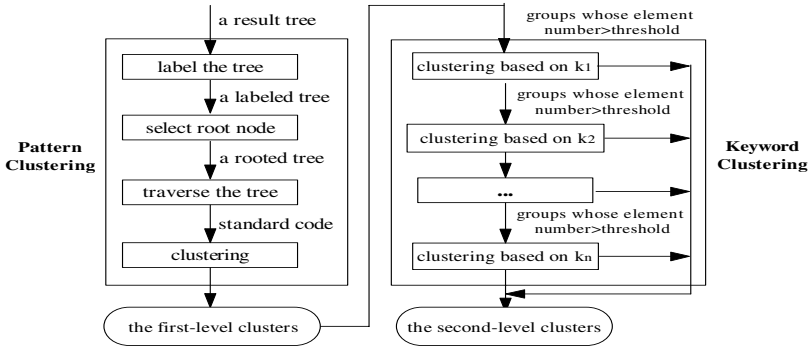 a result tree
label the tree
a labeled tree
select root node
a rooted tree
traverse the tree
standard code
clustering
the first-level clusters
Pattern
Clustering
groups whose element
number>threshold
clustering based on k1
groups whose element
number>threshold
clustering based on k2
...
groups whose element
number>threshold
clustering based on kn
the second-level clusters
Keyword
Clustering